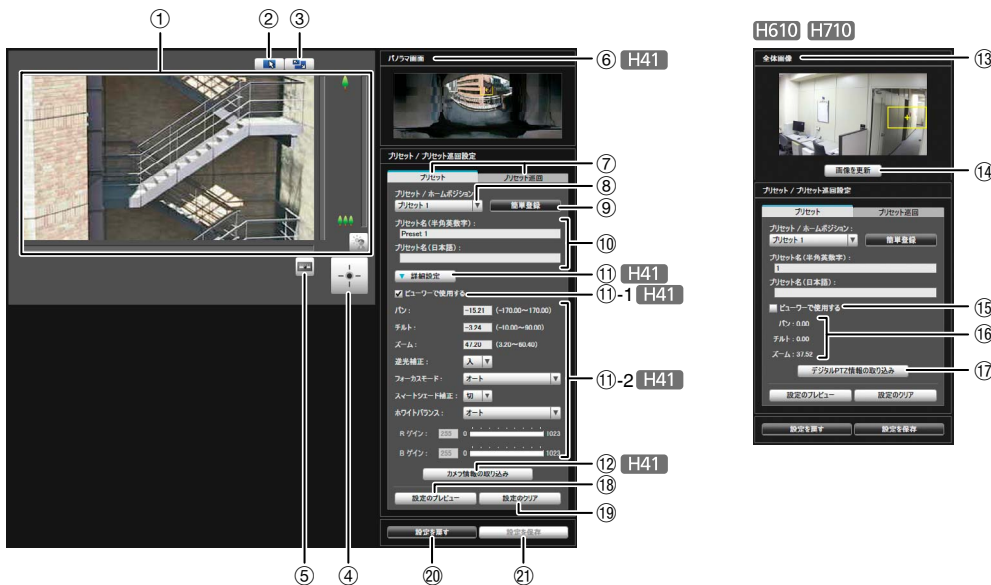 ① ② ③
パノラマ画面 ⑥ H41
プリセット / プリセット巡回設定
プリセット プリセット巡回 ⑦
プリセット / ホームポジション ⑧
プリセット 1 ▼ 簡単登録 ⑨
プリセット名(半角英数字): ⑩
Preset 1
プリセット名(日本語):
▼ 詳細設定 ⑪ H41
ビューワーで使用する ⑪-1 H41
パン: -15.21 (-170.00〜170.00)
チルト: -3.24 (-10.00〜90.00)
ズーム: 47.20 (3.20〜60.40)
逆光補正: 入 ▼
フォーカスモード: オート ▼ ⑪-2 H41
スマートシェード補正: 切 ▼
ホワイトバランス: オート ▼
R ゲイン: 255 0 1023
B ゲイン: 255 0 1023
カメラ情報の取り込み ⑫ H41
設定のプレビュー 設定のクリア ⑱
⑲
設定を戻す 設定を保存
⑤ ④ ⑳ ㉑
H610 H710
全体画像 ⑬
画像を更新 ⑭
プリセット / プリセット巡回設定
プリセット プリセット巡回
プリセット / ホームポジション:
プリセット 1 ▼ 簡単登録
プリセット名(半角英数字):
1
プリセット名(日本語):
ビューワーで使用する ⑮
パン : 0.00
チルト : 0.00 ⑯
ズーム : 37.52
デジタルPTZ情報の取り込み ⑰
設定のプレビュー 設定のクリア
設定を戻す 設定を保存